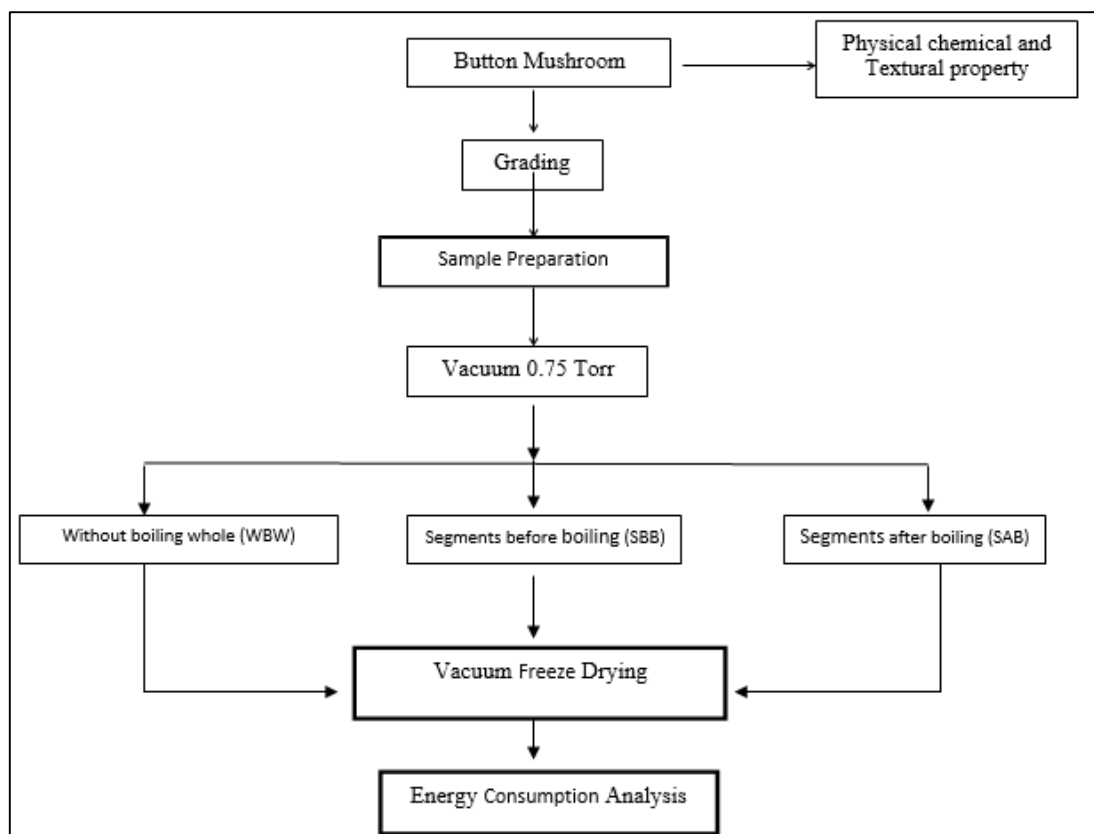 Button Mushroom
Physical chemical and
Textural property
Grading
Sample Preparation
Vacuum 0.75 Torr
Without boiling whole (WBW)
Segments before boiling (SBB)
Segments after boiling (SAB)
Vacuum Freeze Drying
Energy Consumption Analysis